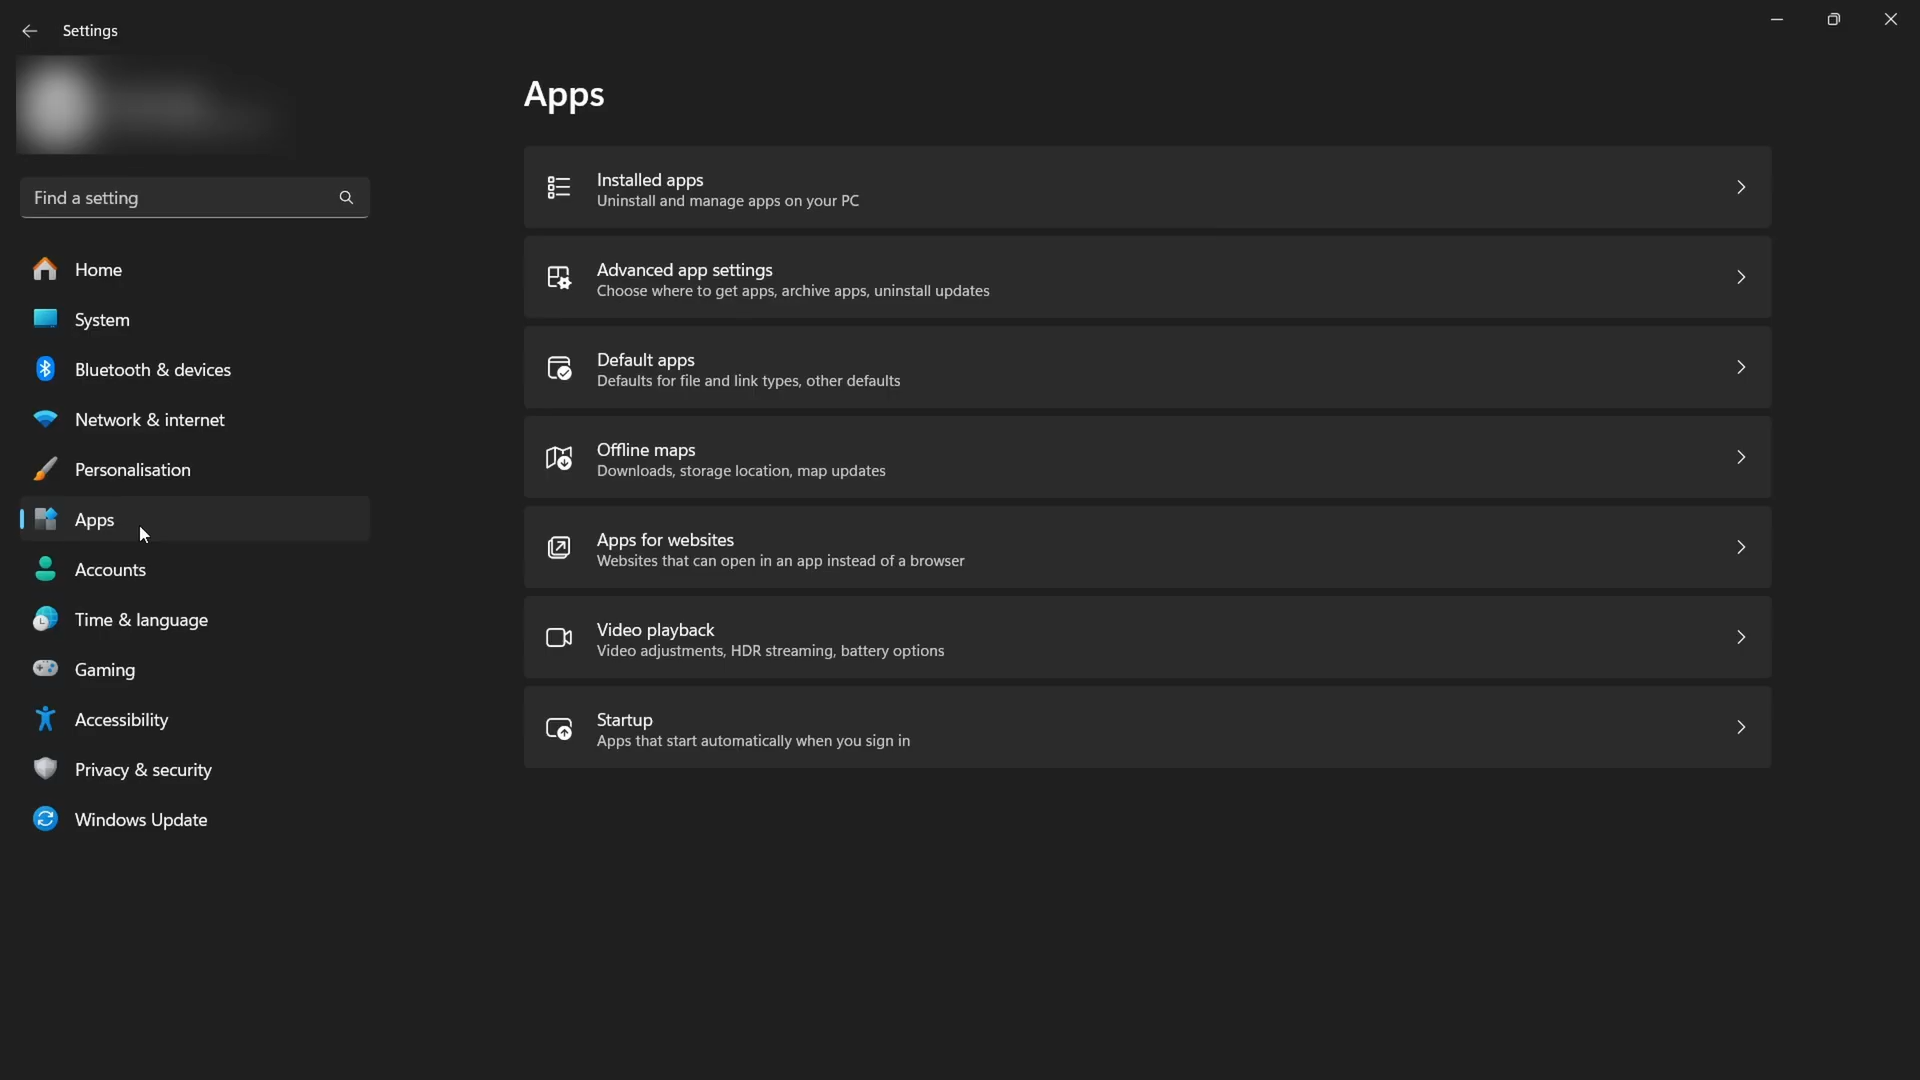 Settings
Find a setting
Home
System
Bluetooth & devices
Network & internet
Personalisation
Apps
Accounts
Time & language
Gaming
Accessibility
Privacy & security
Windows Update
Apps
Installed apps
Uninstall and manage apps on your PC
Advanced app settings
Choose where to get apps, archive apps, uninstall updates
Default apps
Defaults for file and link types, other defaults
Offline maps
Downloads, storage location, map updates
Apps for websites
Websites that can open in an app instead of a browser
Video playback
Video adjustments, HDR streaming, battery options
Startup
Apps that start automatically when you sign in